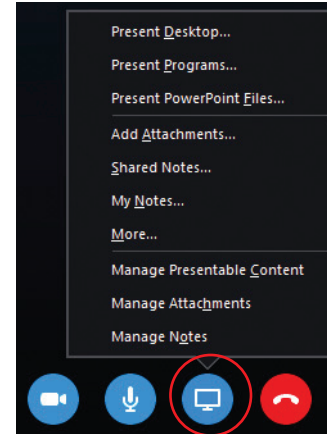 Present Desktop...
Present Programs...
Present PowerPoint Files...
Add Attachments...
Shared Notes...
My Notes...
More...
Manage Presentable Content
Manage Attachments
Manage Notes